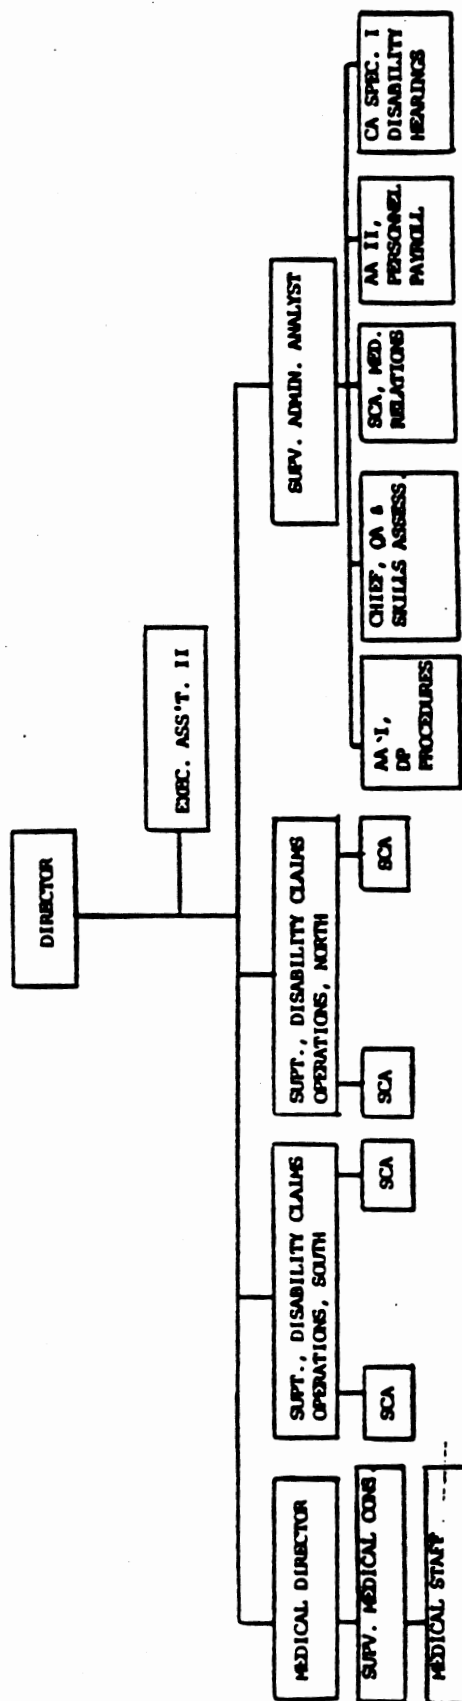 DIRECTOR
EXEC. ASS'T. II
MEDICAL DIRECTOR
SUPV. MEDICAL CONS.
MEDICAL STAFF
SUPT., DISABILITY CLAIMS
OPERATIONS, SOUTH
SCA
SCA
SUPT., DISABILITY CLAIMS
OPERATIONS, NORTH
SCA
SCA
SUPV. ADMIN. ANALYST
AA I,
DP
PROCEDURES
CHIEF, QA &
SKILLS ASSESS.
SCA, MED.
RELATIONS
AA II,
PERSONNEL
PAYROLL
CA SPEC. I
DISABILITY
HEARINGS